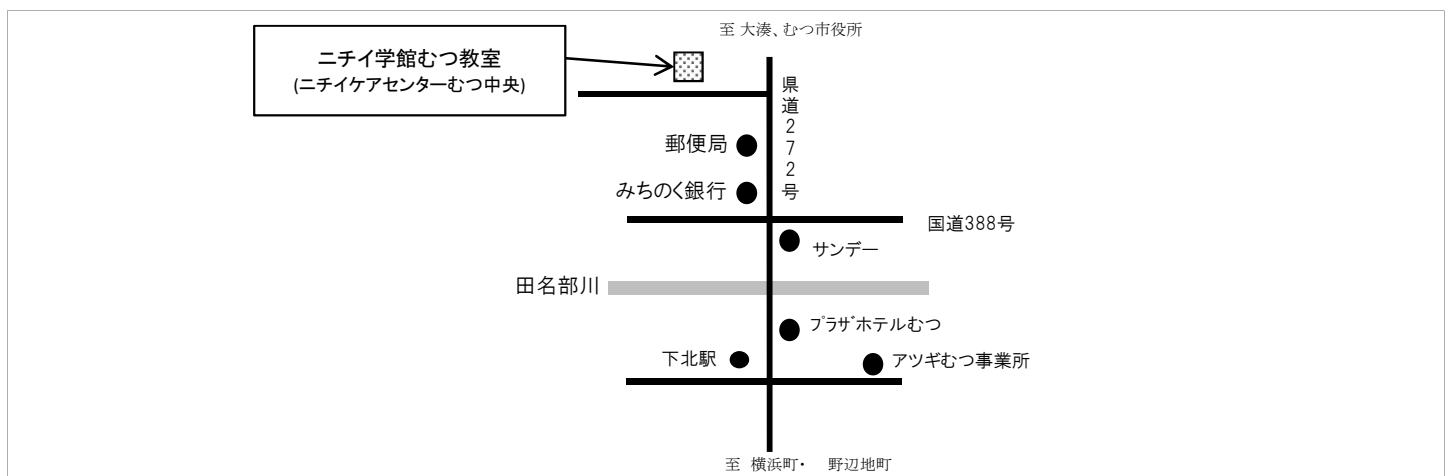 至 大湊、むつ市役所
ニチイ学館むつ教室
(ニチイケアセンターむつ中央)
県道272号
郵便局
みちのく銀行
国道388号
サンデー
田名部川
プラザホテルむつ
下北駅
アツギむつ事業所
至 横浜町・ 野辺地町